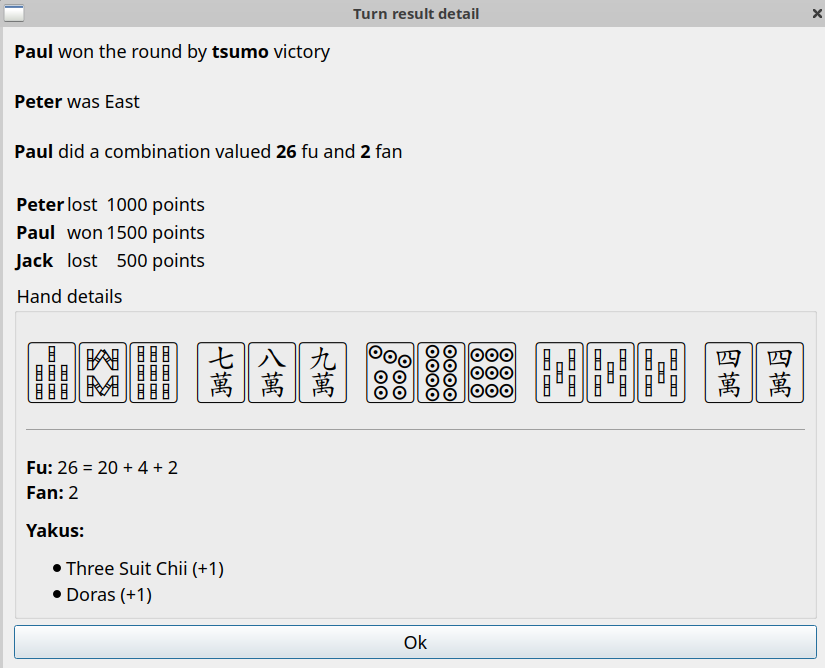 Turn result detail
Paul won the round by tsumo victory
Peter was East
Paul did a combination valued 26 fu and 2 fan
Peter lost 1000 points
Paul won 1500 points
Jack lost 500 points
Hand details
七萬 八萬 九萬 四萬 四萬
Fu: 26 = 20 + 4 + 2
Fan: 2
Yakus:
● Three Suit Chii (+1)
● Doras (+1)
Ok